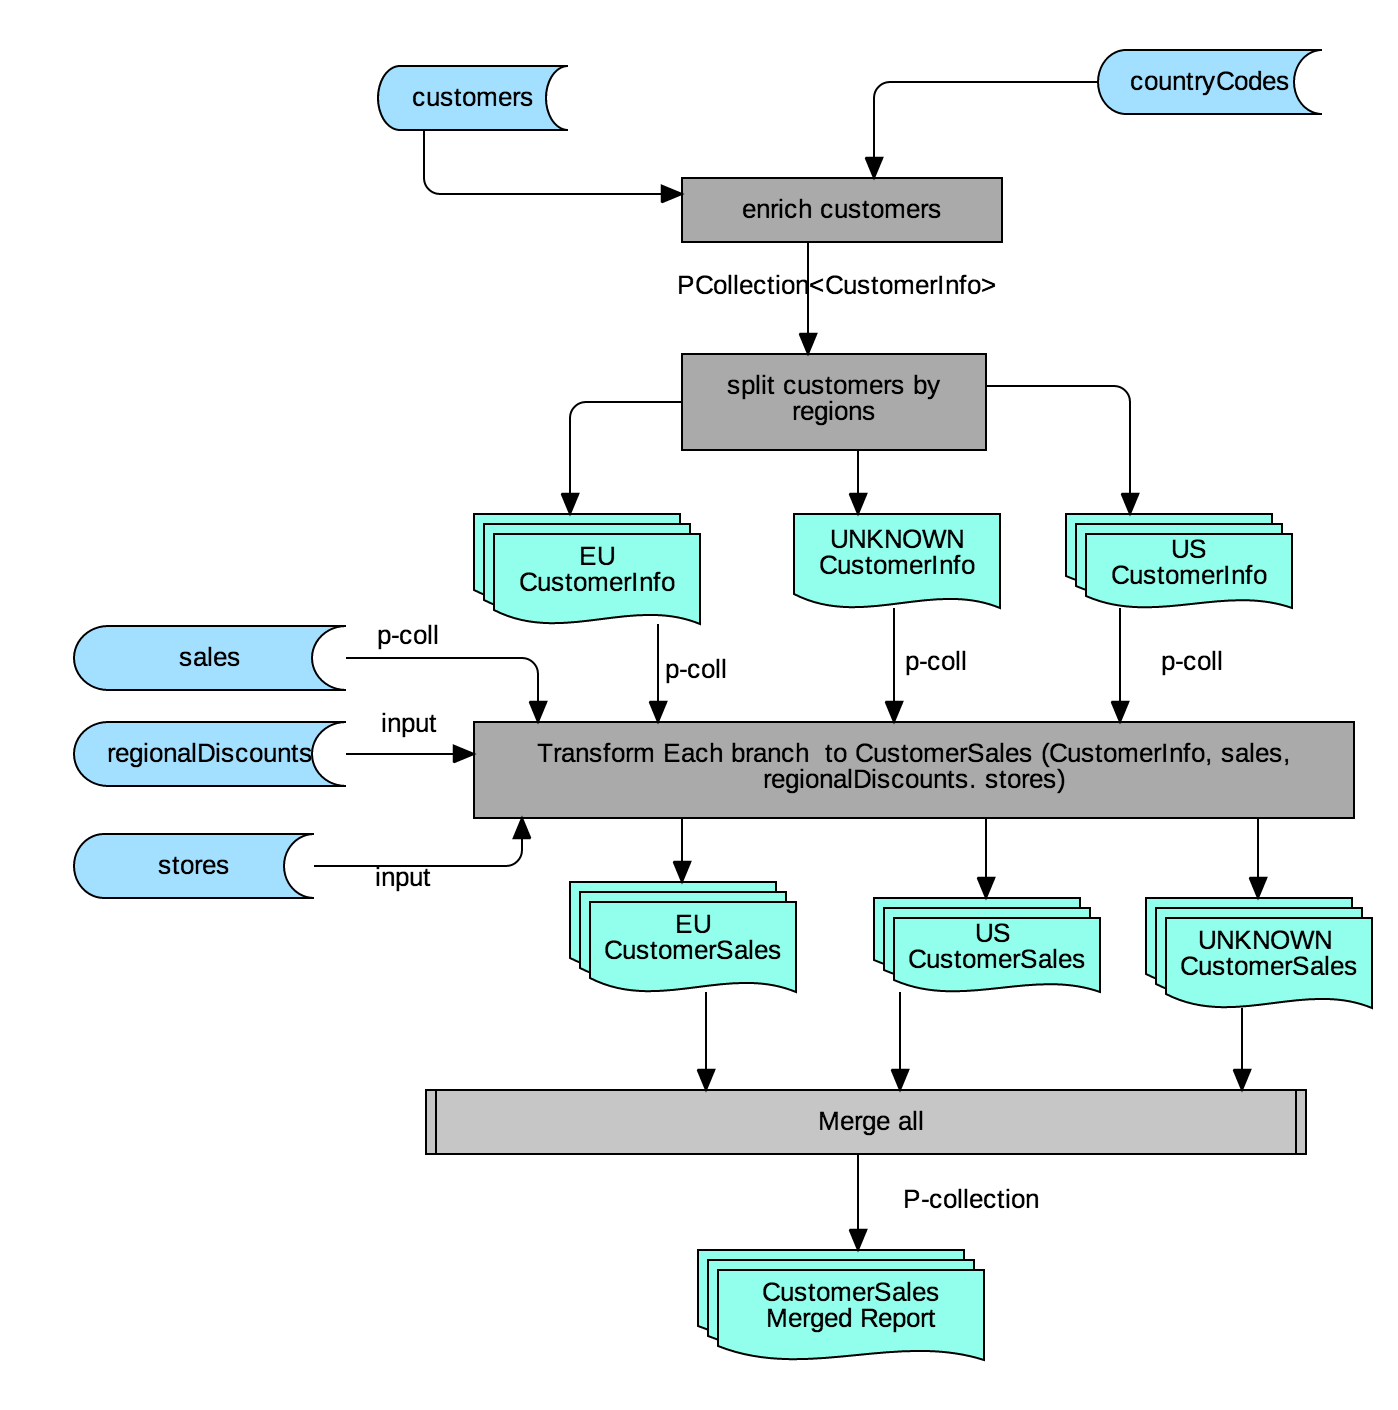 customers
countryCodes
enrich customers
PCollection<CustomerInfo>
split customers by
regions
EU
CustomerInfo
UNKNOWN
CustomerInfo
US
CustomerInfo
sales
p-coll
p-coll
p-coll
p-coll
regionalDiscounts
input
Transform Each branch  to CustomerSales (CustomerInfo, sales,
regionalDiscounts. stores)
stores
input
EU
CustomerSales
US
CustomerSales
UNKNOWN
CustomerSales
Merge all
P-collection
CustomerSales
Merged Report